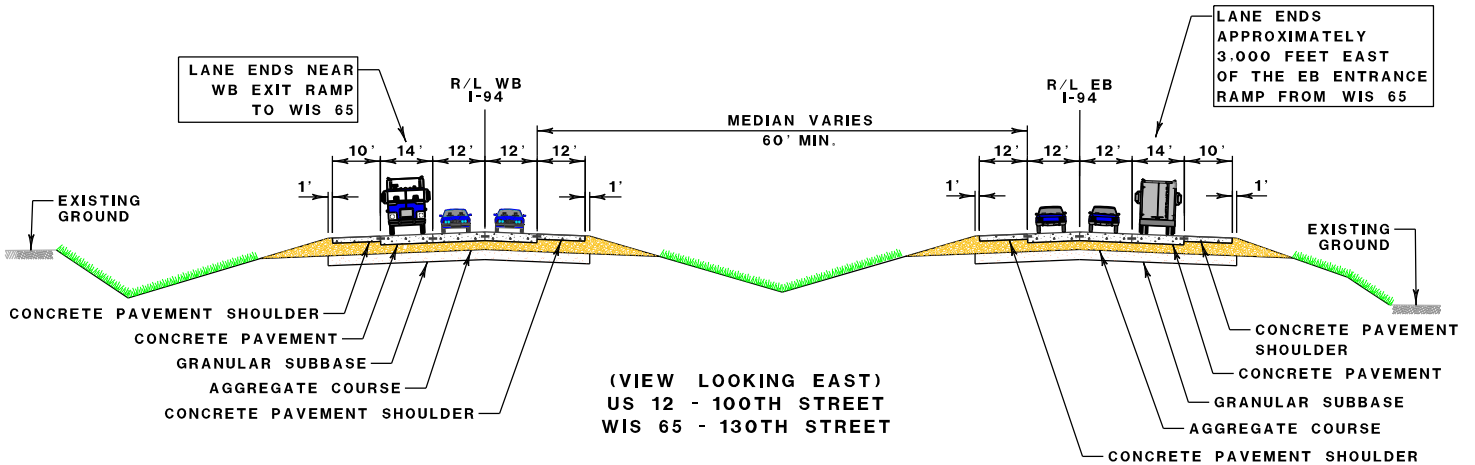 LANE ENDS NEAR
WB EXIT RAMP
TO WIS 65
R/L WB
I-94
MEDIAN VARIES
60' MIN.
R/L EB
I-94
LANE ENDS
APPROXIMATELY
3,000 FEET EAST
OF THE EB ENTRANCE
RAMP FROM WIS 65
10' 14' 12' 12' 12'
12' 12' 12' 14' 10'
1' 1' 1' 1'
EXISTING
GROUND
EXISTING
GROUND
CONCRETE PAVEMENT SHOULDER
CONCRETE PAVEMENT
GRANULAR SUBBASE
AGGREGATE COURSE
CONCRETE PAVEMENT SHOULDER
(VIEW LOOKING EAST)
US 12 - 100TH STREET
WIS 65 - 130TH STREET
CONCRETE PAVEMENT
SHOULDER
CONCRETE PAVEMENT
GRANULAR SUBBASE
AGGREGATE COURSE
CONCRETE PAVEMENT SHOULDER